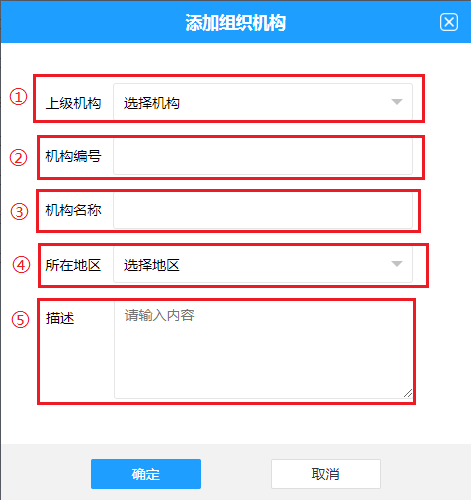 添加组织机构
① 上级机构 选择机构
② 机构编号
③ 机构名称
④ 所在地区 选择地区
⑤ 描述 请输入内容
确定 取消